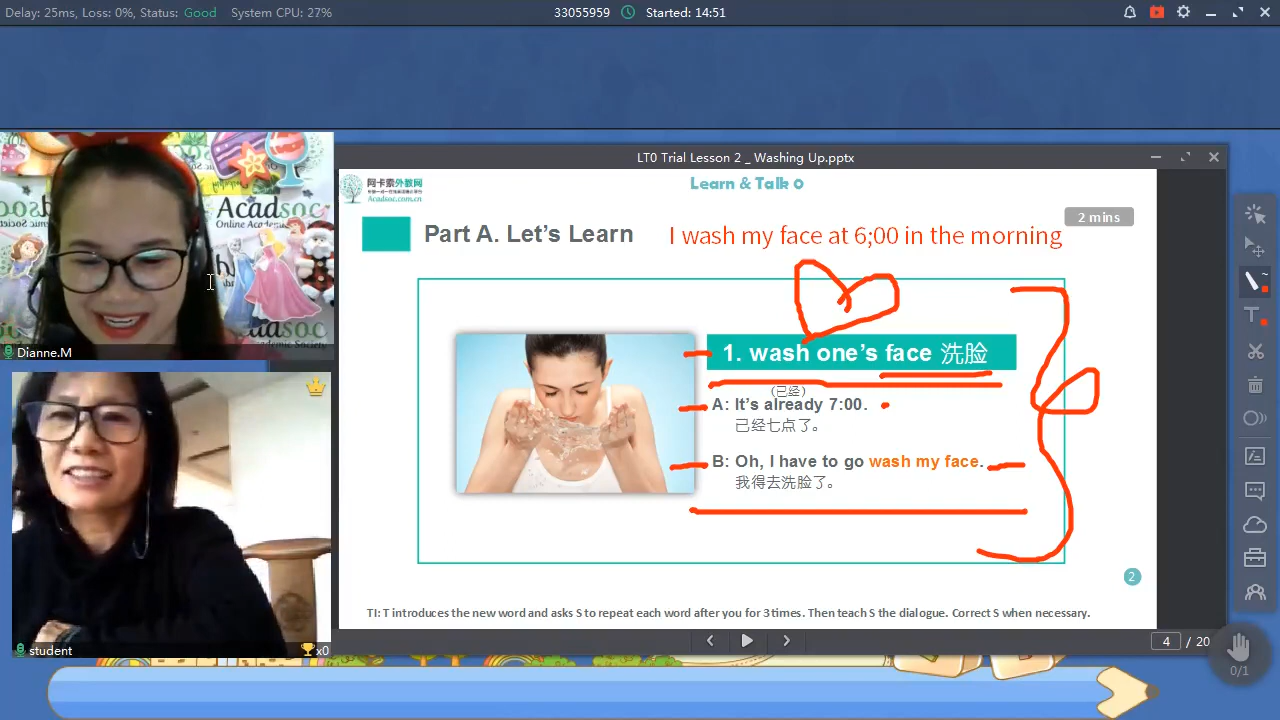 Delay: 25ms, Loss: 0%, Status: Good System CPU: 27%
33055959 Started: 14:51
LT0 Trial Lesson 2 _ Washing Up.pptx
阿卡索外教网
Acadsoc.com.cn
Learn & Talk 0
2 mins
Part A. Let's Learn
I wash my face at 6;00 in the morning
1. wash one's face 洗脸
(已经)
A: It's already 7:00.
已经七点了。
B: Oh, I have to go wash my face.
我得去洗脸了。
2
TI: T introduces the new word and asks S to repeat each word after you for 3 times. Then teach S the dialogue. Correct S when necessary.
4 / 20
0/1
Acadsoc
Dianne.M
student
x0